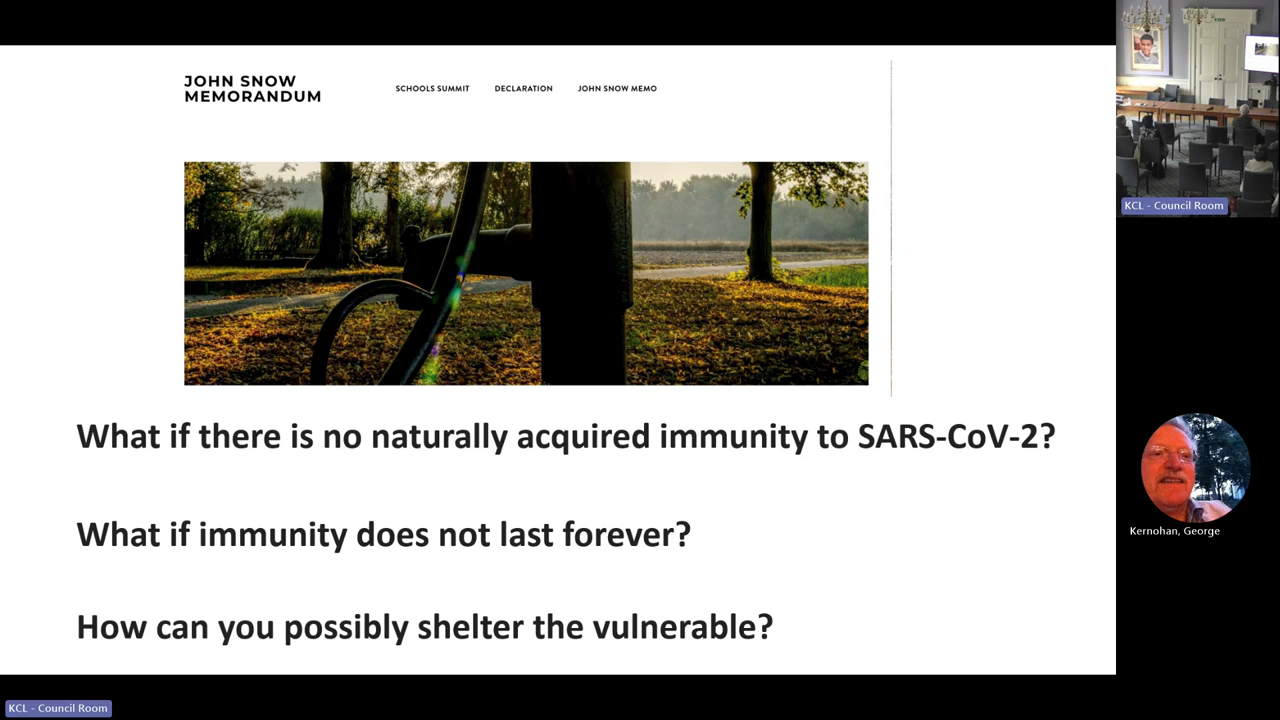 JOHN SNOW
MEMORANDUM
SCHOOLS SUMMIT
DECLARATION
JOHN SNOW MEMO
What if there is no naturally acquired immunity to SARS-CoV-2?
What if immunity does not last forever?
How can you possibly shelter the vulnerable?
KCL - Council Room
Kernohan, George
KCL - Council Room